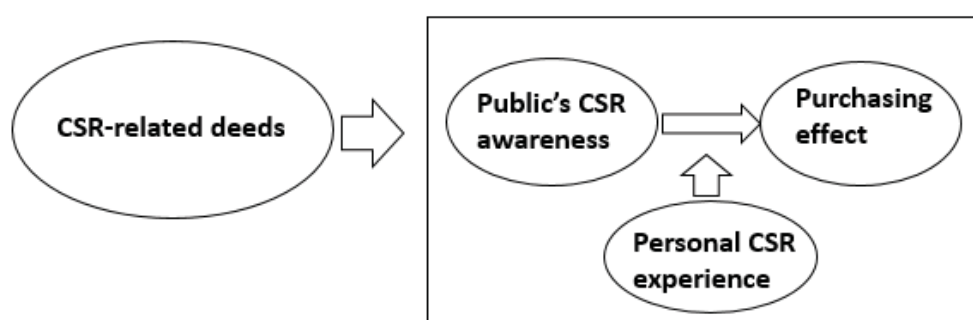 CSR-related deeds
Public’s CSR
awareness
Purchasing
effect
Personal CSR
experience